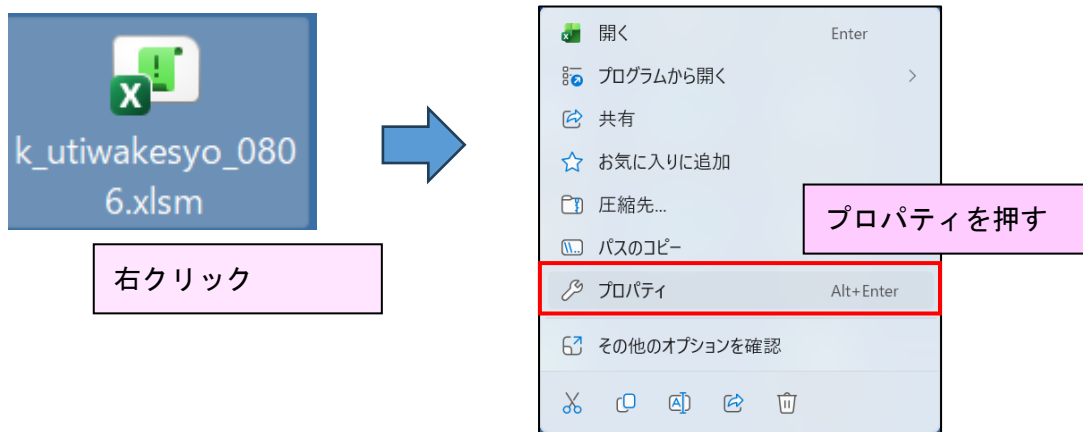 k_utiwakesyo_080
6.xlsm
右クリック
開く Enter
プログラムから開く
共有
お気に入りに追加
圧縮先...
パスのコピー
プロパティを押す
プロパティ Alt+Enter
その他のオプションを確認